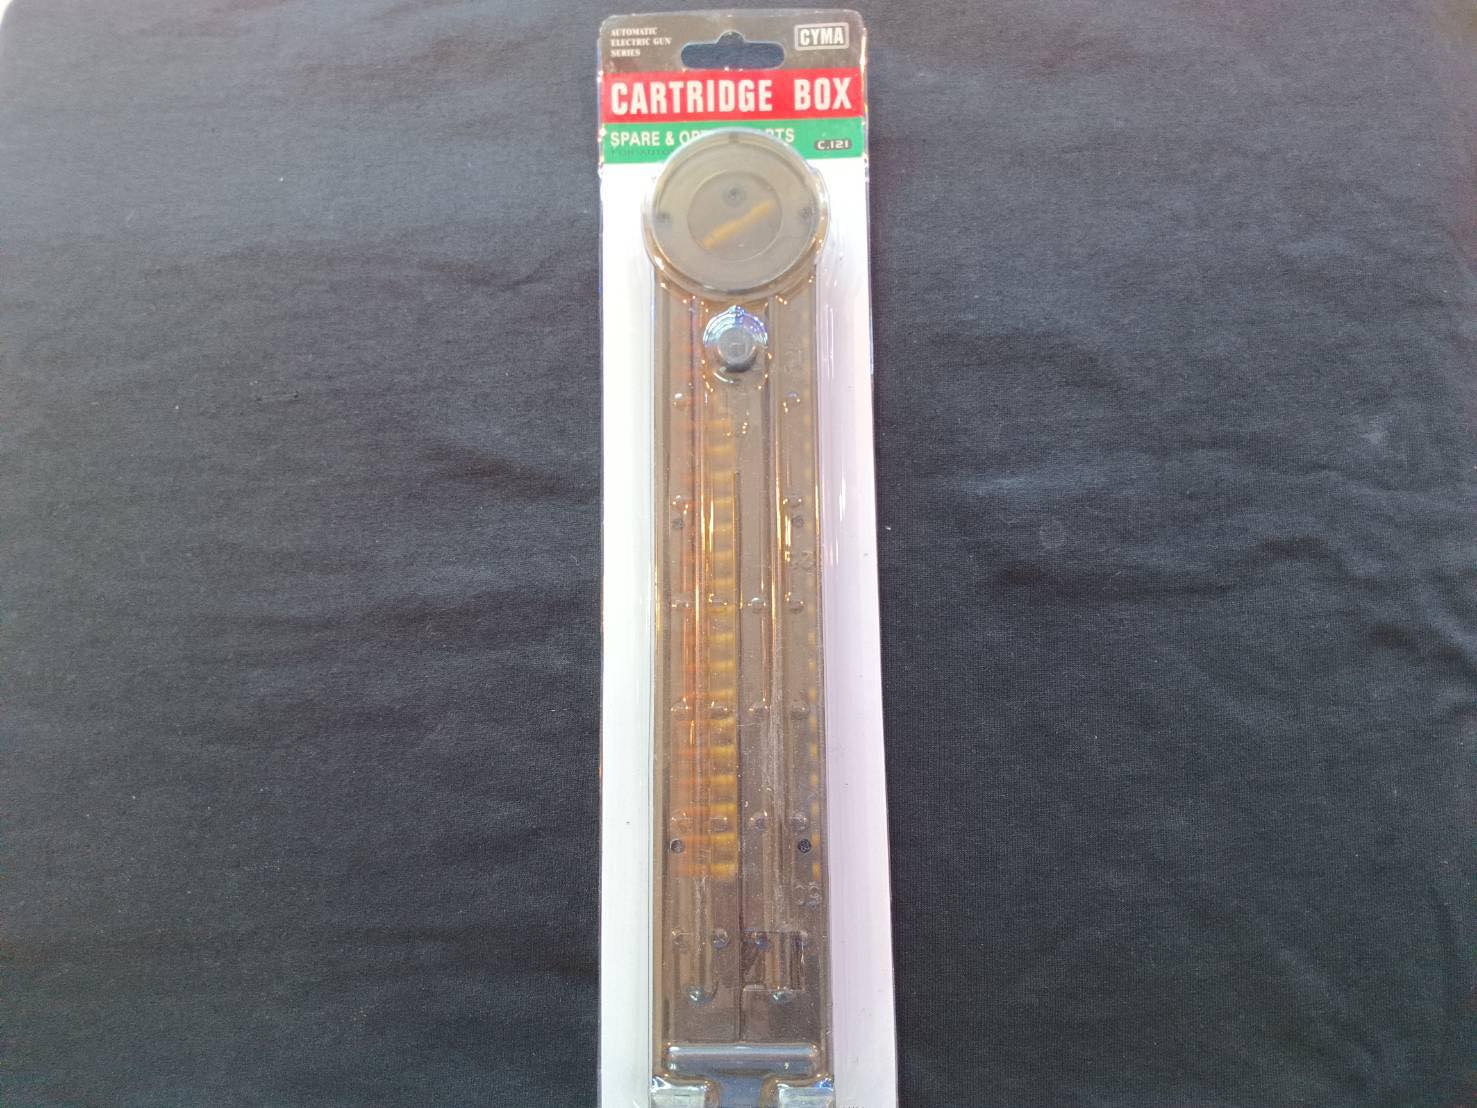 AUTOMATIC
ELECTRIC GUN
SERIES
CYMA
CARTRIDGE BOX
SPARE &
C.121